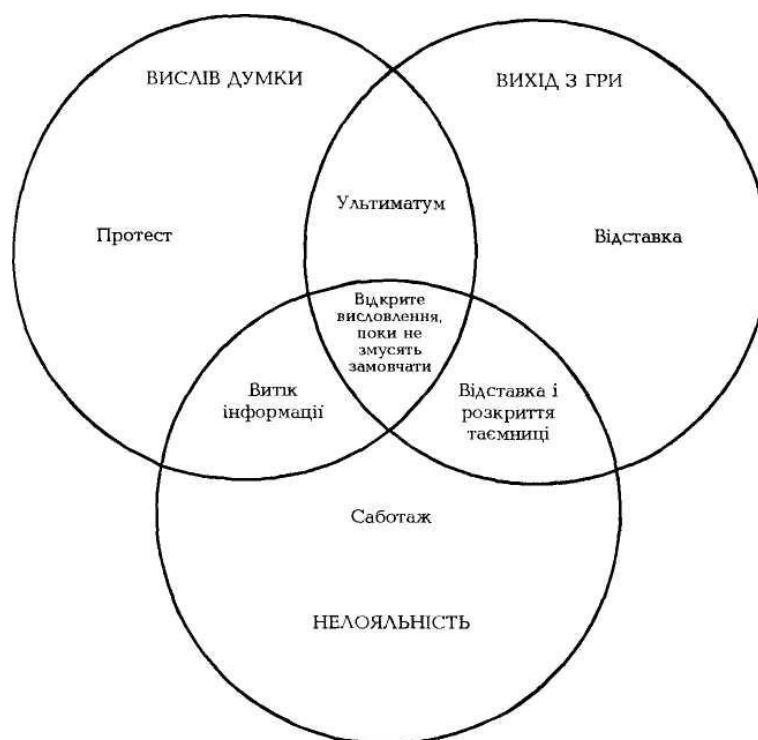 ВИСЛІВ ДУМКИ
ВИХІД З ГРИ
Ультиматум
Протест
Відставка
Відкрите
висловлення,
поки не
змусять
замовчати
Витік
інформації
Відставка і
розкриття
таємниці
Саботаж
НЕЛОЯЛЬНІСТЬ